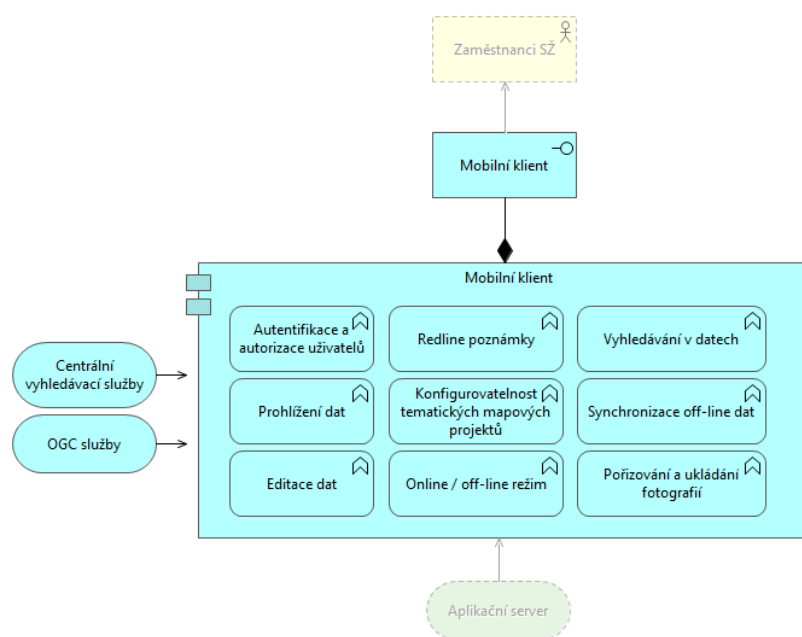 Zaměstnanci SŽ
Mobilní klient
Mobilní klient
Autentifikace a
autorizace uživatelů
Redline poznámky
Vyhledávání v datech
Centrální
vyhledávací služby
Prohlížení dat
Konfigurovatelnost
tematických mapových
projektů
Synchronizace off-line dat
OGC služby
Editace dat
Online / off-line režim
Pořizování a ukládání
fotografií
Aplikační server